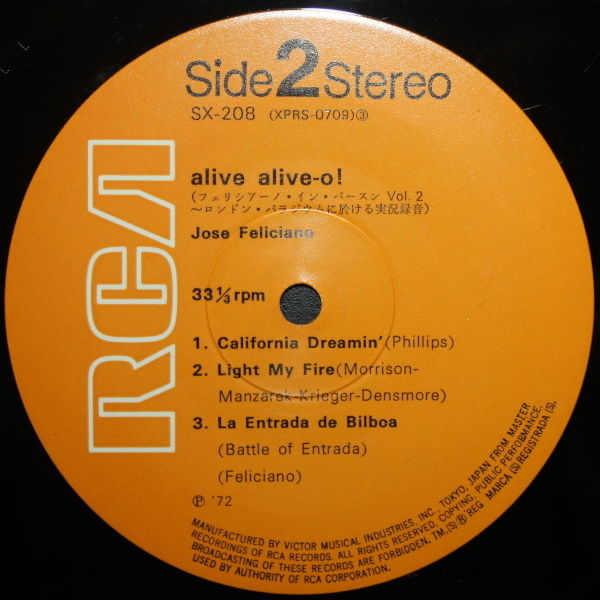 Side 2 Stereo
SX-208 (XPRS-0709)③
RCA
alive alive-o!
(フェリシアーノ・イン・パースン Vol. 2
〜ロンドン・パラジウムに於ける実況録音)
Jose Feliciano
33 1/3 rpm
1. California Dreamin' (Phillips)
2. Light My Fire (Morrison-
Manzarek-Krieger-Densmore)
3. La Entrada de Bilboa
(Battle of Entrada)
(Feliciano)
℗ '72
MANUFACTURED BY VICTOR MUSICAL INDUSTRIES, INC., TOKYO, JAPAN FROM MASTER
RECORDINGS OF RCA RECORDS. ALL RIGHTS RESERVED. COPYING, PUBLIC PERFORMANCE,
BROADCASTING OF THESE RECORDS ARE FORBIDDEN. TM.(S)/(R) REG MARCA (S) REGISTRADA (S),
USED BY AUTHORITY OF RCA CORPORATION.